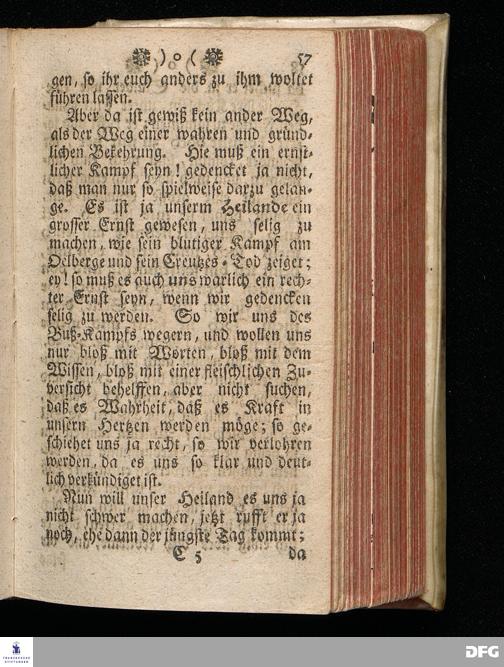 ❋ ) o ( ❋ 57
gen, so ihr euch anders zu ihm woltet
führen lassen.
Aber da ist gewiß kein ander Weg,
als der Weg einer wahren und gründ-
lichen Bekehrung. Hie muß ein ernst-
licher Kampf seyn! gedencket ja nicht,
daß man nur so spielweise darzu gelan-
ge. Es ist ja unserm Heilande ein
grosser Ernst gewesen, uns selig zu
machen, wie sein blutiger Kampf am
Oelberge und sein Creutzes-Tod zeiget;
ey! so muß es auch uns warlich ein rech-
ter Ernst seyn, wenn wir gedencken
selig zu werden. So wir uns des
Buß-Kampfs wegern, und wollen uns
nur bloß mit Worten, bloß mit dem
Wissen, bloß mit einer fleischlichen Zu-
versicht behelffen, aber nicht suchen,
daß es Wahrheit, daß es Kraft in
unsern Hertzen werden möge; so ge-
schiehet uns ja recht, so wir verlohren
werden, da es uns so klar und deut-
lich verkündiget ist.
Nun will unser Heiland es uns ja
nicht schwer machen, jetzt rufft er ja
noch, ehe dann der jüngste Tag kommt;
C 5 da
FRANCKESCHE
STIFTUNGEN
DFG